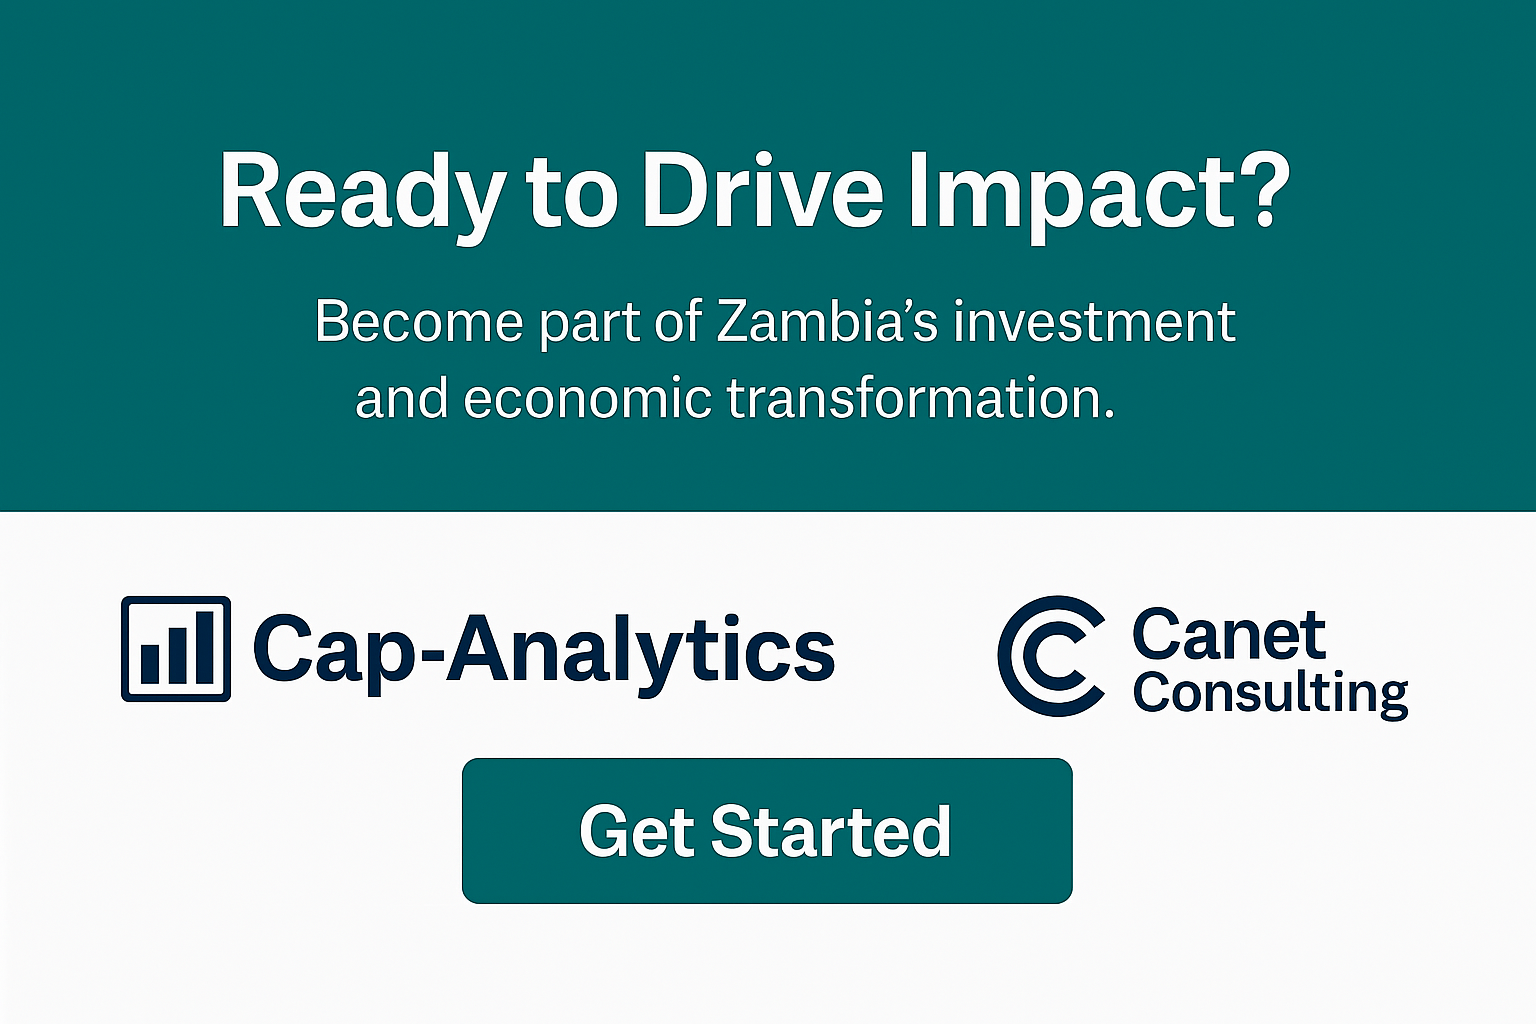 Ready to Drive Impact?
Become part of Zambia’s investment
and economic transformation.
Cap-Analytics
Canet
Consulting
Get Started